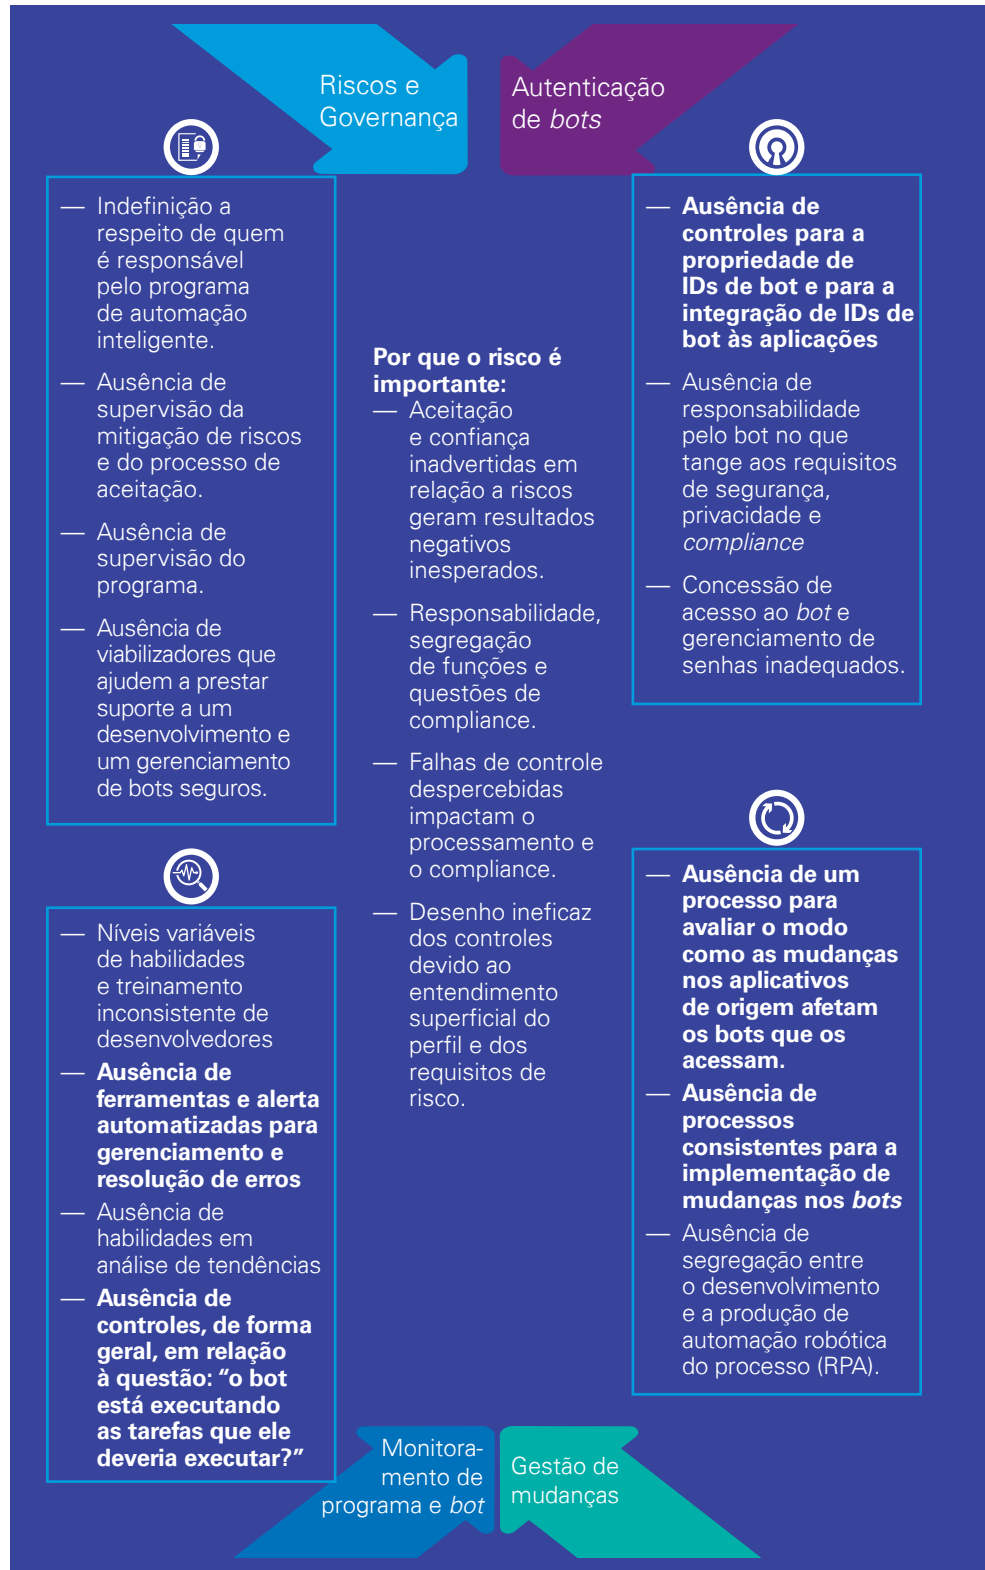 Riscos e
Governança
Autenticação
de bots
— Indefinição a
respeito de quem
é responsável
pelo programa
de automação
inteligente.
— Ausência de
supervisão da
mitigação de riscos
e do processo de
aceitação.
— Ausência de
supervisão do
programa.
— Ausência de
viabilizadores que
ajudem a prestar
suporte a um
desenvolvimento e
um gerenciamento
de bots seguros.
Por que o risco é
importante:
— Aceitação
e confiança
inadvertidas em
relação a riscos
geram resultados
negativos
inesperados.
— Responsabilidade,
segregação
de funções e
questões de
compliance.
— Falhas de controle
despercebidas
impactam o
processamento e
o compliance.
— Desenho ineficaz
dos controles
devido ao
entendimento
superficial do
perfil e dos
requisitos de
risco.
— Ausência de
controles para a
propriedade de
IDs de bot e para a
integração de IDs de
bot às aplicações
— Ausência de
responsabilidade
pelo bot no que
tange aos requisitos
de segurança,
privacidade e
compliance
— Concessão de
acesso ao bot e
gerenciamento de
senhas inadequados.
— Níveis variáveis
de habilidades
e treinamento
inconsistente de
desenvolvedores
— Ausência de
ferramentas e alerta
automatizadas para
gerenciamento e
resolução de erros
— Ausência de
habilidades em
análise de tendências
— Ausência de
controles, de forma
geral, em relação
à questão: “o bot
está executando
as tarefas que ele
deveria executar?”
— Ausência de um
processo para
avaliar o modo
como as mudanças
nos aplicativos
de origem afetam
os bots que os
acessam.
— Ausência de
processos
consistentes para a
implementação de
mudanças nos bots
— Ausência de
segregação entre
o desenvolvimento
e a produção de
automação robótica
do processo (RPA).
Monitora-
mento de
programa e bot
Gestão de
mudanças